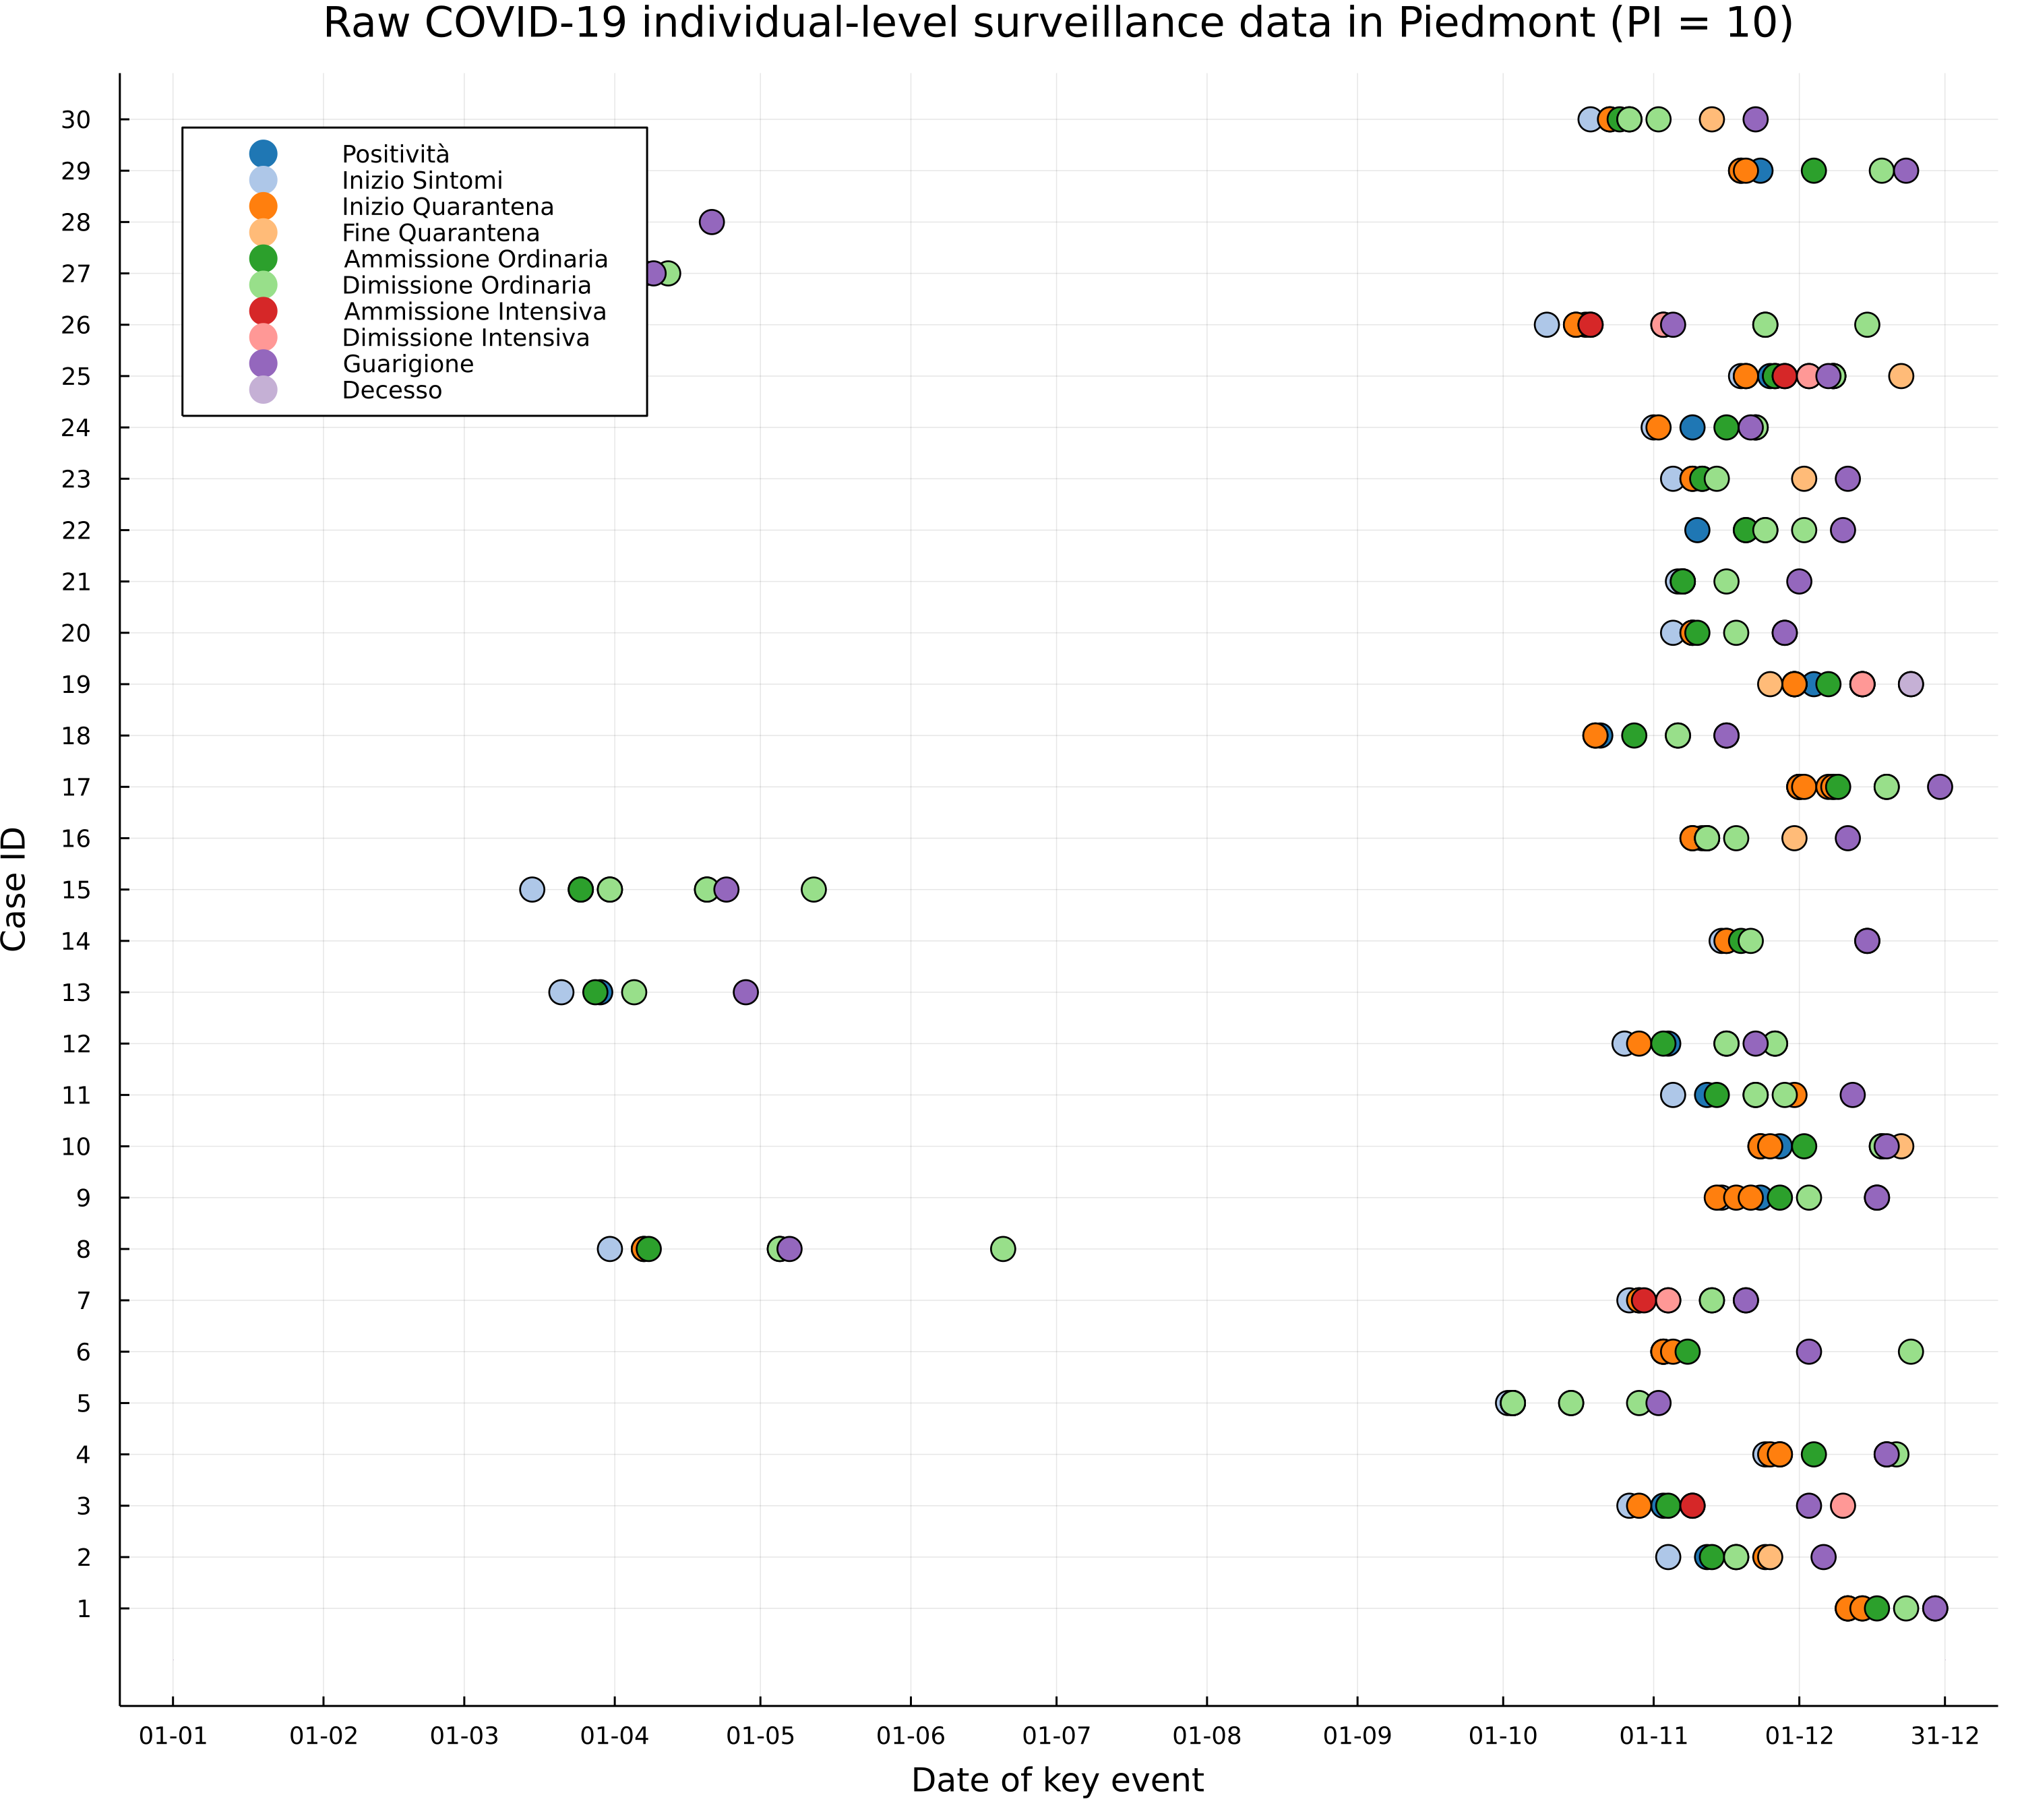 Raw COVID-19 individual-level surveillance data in Piedmont (PI = 10)
30
29
28
27
26
25
24
23
22
21
20
19
18
17
16
15
14
13
12
11
10
9
8
7
6
5
4
3
2
1
Positività
Inizio Sintomi
Inizio Quarantena
Fine Quarantena
Ammissione Ordinaria
Dimissione Ordinaria
Ammissione Intensiva
Dimissione Intensiva
Guarigione
Decesso
Case ID
01-01 01-02 01-03 01-04 01-05 01-06 01-07 01-08 01-09 01-10 01-11 01-12 31-12
Date of key event